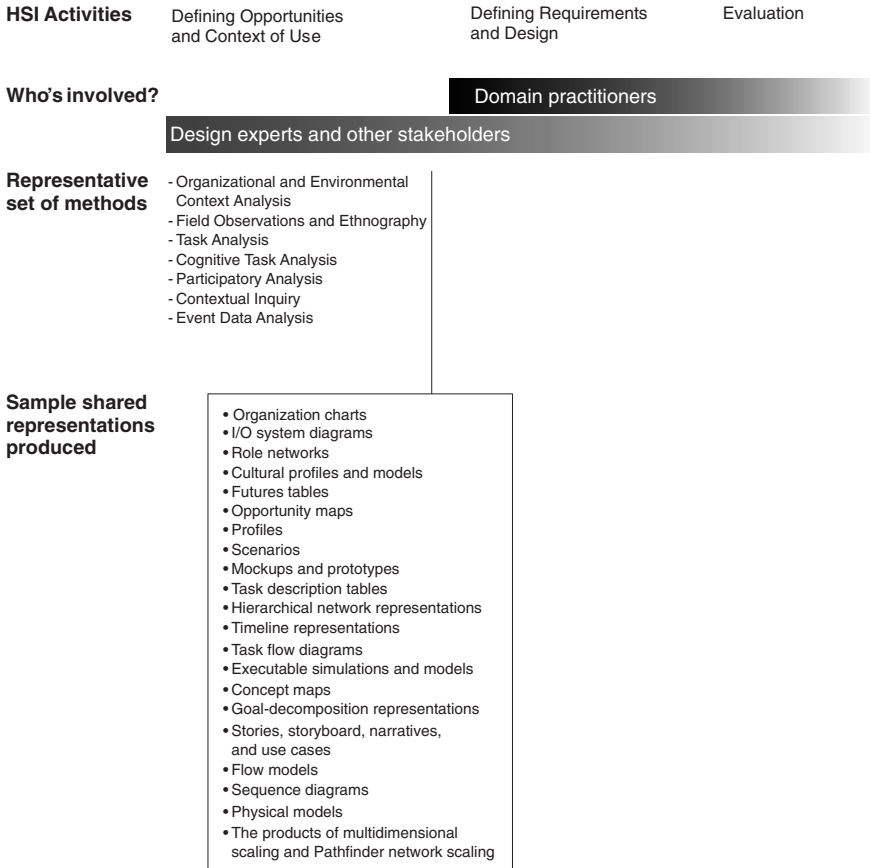 HSI Activities
Defining Opportunities
and Context of Use
Defining Requirements
and Design
Evaluation
Who's involved?
Domain practitioners
Design experts and other stakeholders
Representative
set of methods
- Organizational and Environmental
Context Analysis
- Field Observations and Ethnography
- Task Analysis
- Cognitive Task Analysis
- Participatory Analysis
- Contextual Inquiry
- Event Data Analysis
Sample shared
representations
produced
• Organization charts
• I/O system diagrams
• Role networks
• Cultural profiles and models
• Futures tables
• Opportunity maps
• Profiles
• Scenarios
• Mockups and prototypes
• Task description tables
• Hierarchical network representations
• Timeline representations
• Task flow diagrams
• Executable simulations and models
• Concept maps
• Goal-decomposition representations
• Stories, storyboard, narratives,
and use cases
• Flow models
• Sequence diagrams
• Physical models
• The products of multidimensional
scaling and Pathfinder network scaling